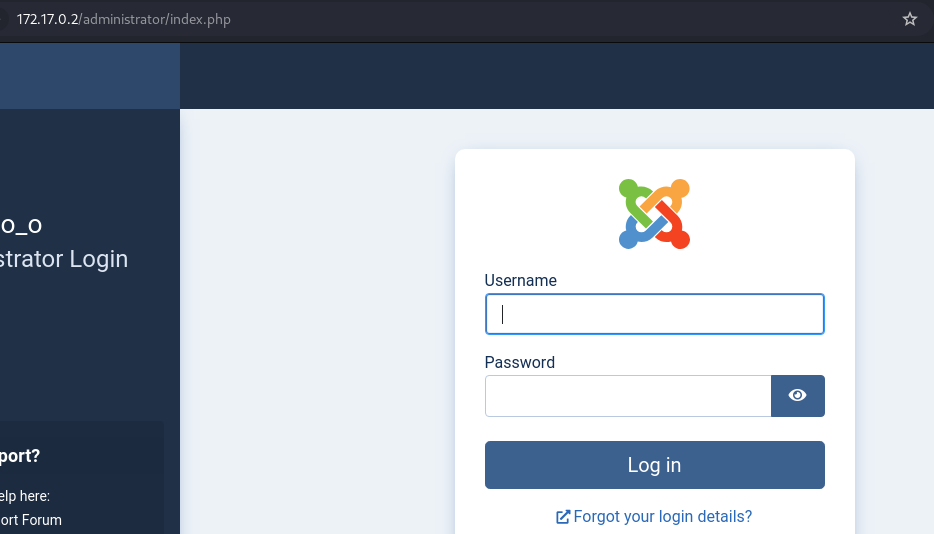 172.17.0.2/administrator/index.php
o_o
strator Login
port?
elp here:
ort Forum
Username
Password
Log in
Forgot your login details?